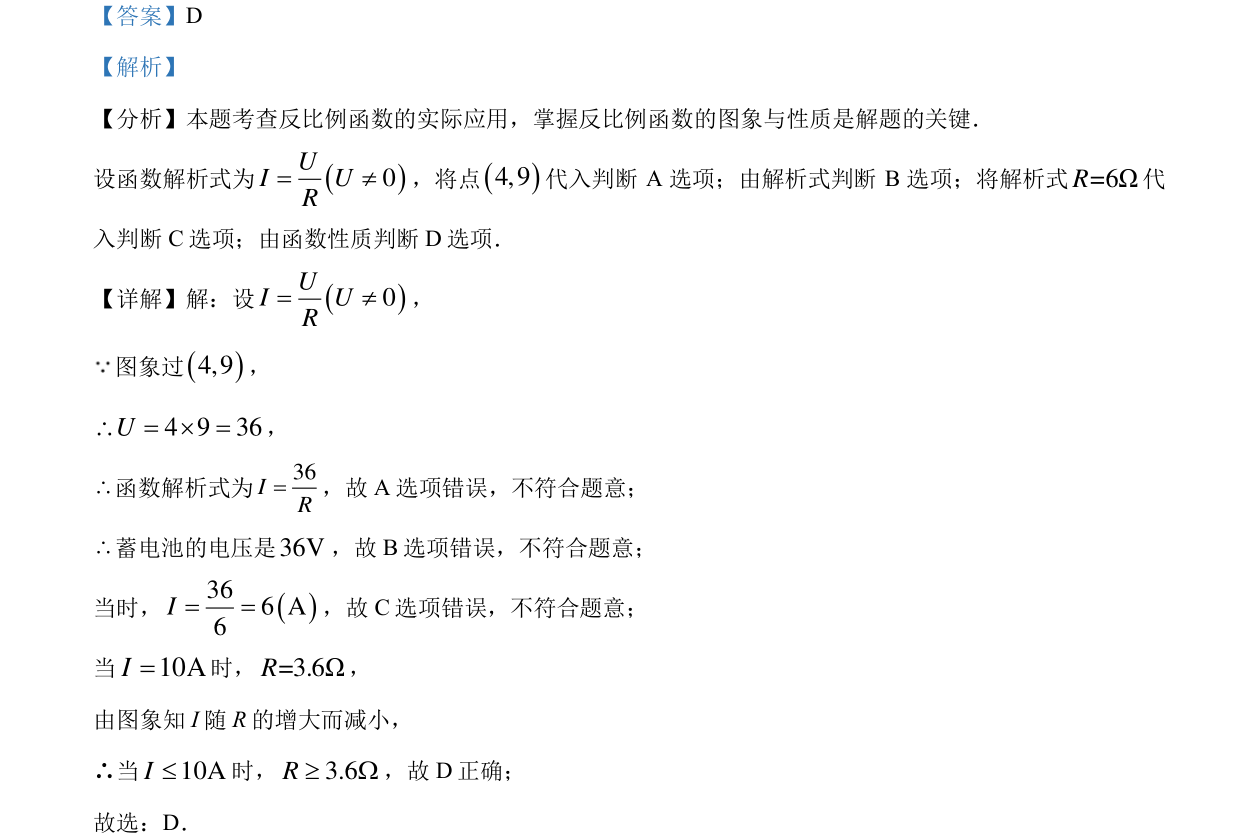 【答案】D
【解析】
【分析】本题考查反比例函数的实际应用，掌握反比例函数的图象与性质是解题的关键．
设函数解析式为 I = U/R (U ≠ 0)，将点(4,9)代入判断 A 选项；由解析式判断 B 选项；将解析式 R=6Ω 代
入判断 C 选项；由函数性质判断 D 选项．
【详解】解：设 I = U/R (U ≠ 0)，
∵图象过(4,9)，
∴U = 4×9 = 36，
∴函数解析式为 I = 36/R，故 A 选项错误，不符合题意；
∴蓄电池的电压是36V，故 B 选项错误，不符合题意；
当时，I = 36/6 = 6(A)，故 C 选项错误，不符合题意；
当 I =10A 时，R=3.6Ω，
由图象知 I 随 R 的增大而减小，
∴当 I ≤10A 时，R ≥ 3.6Ω，故 D 正确；
故选：D．